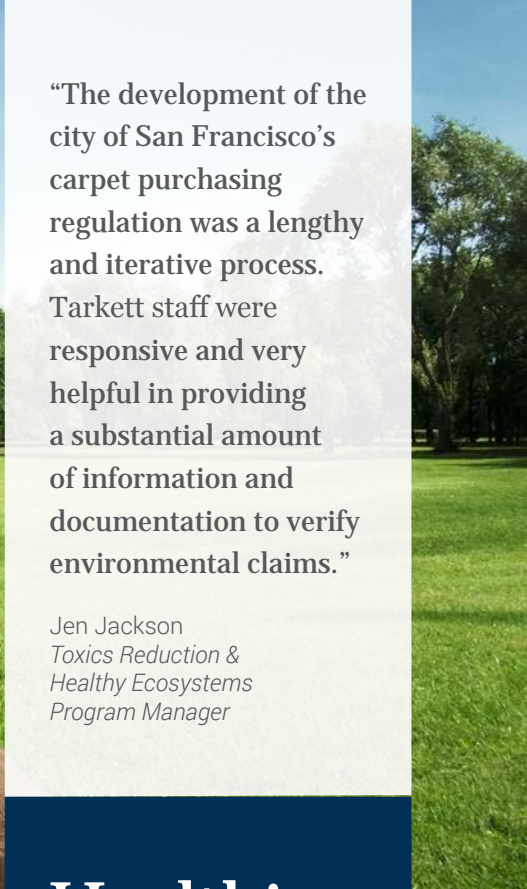 “The development of the
city of San Francisco’s
carpet purchasing
regulation was a lengthy
and iterative process.
Tarkett staff were
responsive and very
helpful in providing
a substantial amount
of information and
documentation to verify
environmental claims.”
Jen Jackson
Toxics Reduction &
Healthy Ecosystems
Program Manager